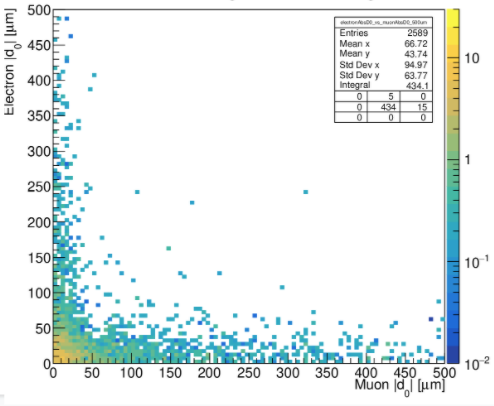 electronAbsD0_vs_muonAbsD0_500um
Entries 2589
Mean x 66.72
Mean y 43.74
Std Dev x 94.97
Std Dev y 63.77
Integral 434.1
0 5 0
0 434 15
0 0 0
Electron |d0| [μm]
500
450
400
350
300
250
200
150
100
50
0
0 50 100 150 200 250 300 350 400 450 500
Muon |d0| [μm]
10
1
10⁻¹
10⁻²